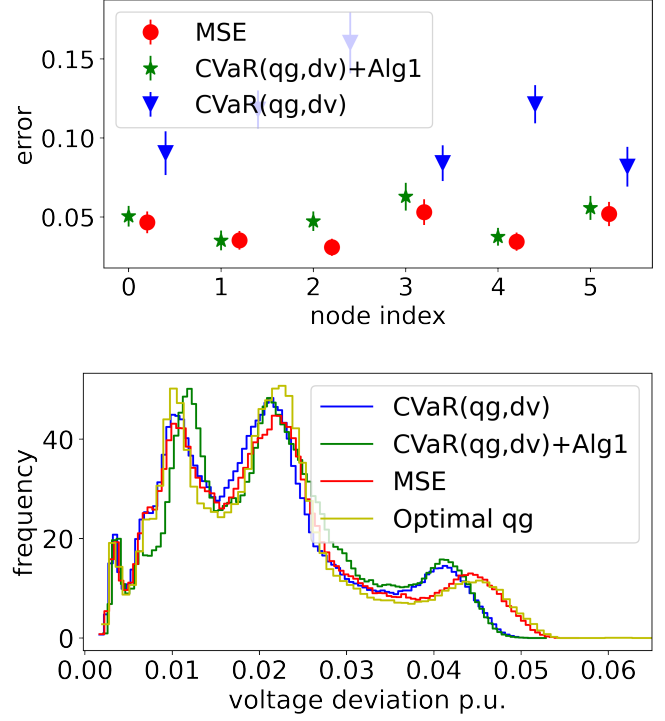 MSE
CVaR(qg,dv)+Alg1
CVaR(qg,dv)
0.15
0.10
0.05
error
0 1 2 3 4 5
node index
CVaR(qg,dv)
CVaR(qg,dv)+Alg1
MSE
Optimal qg
40
20
0
frequency
0.00 0.01 0.02 0.03 0.04 0.05 0.06
voltage deviation p.u.